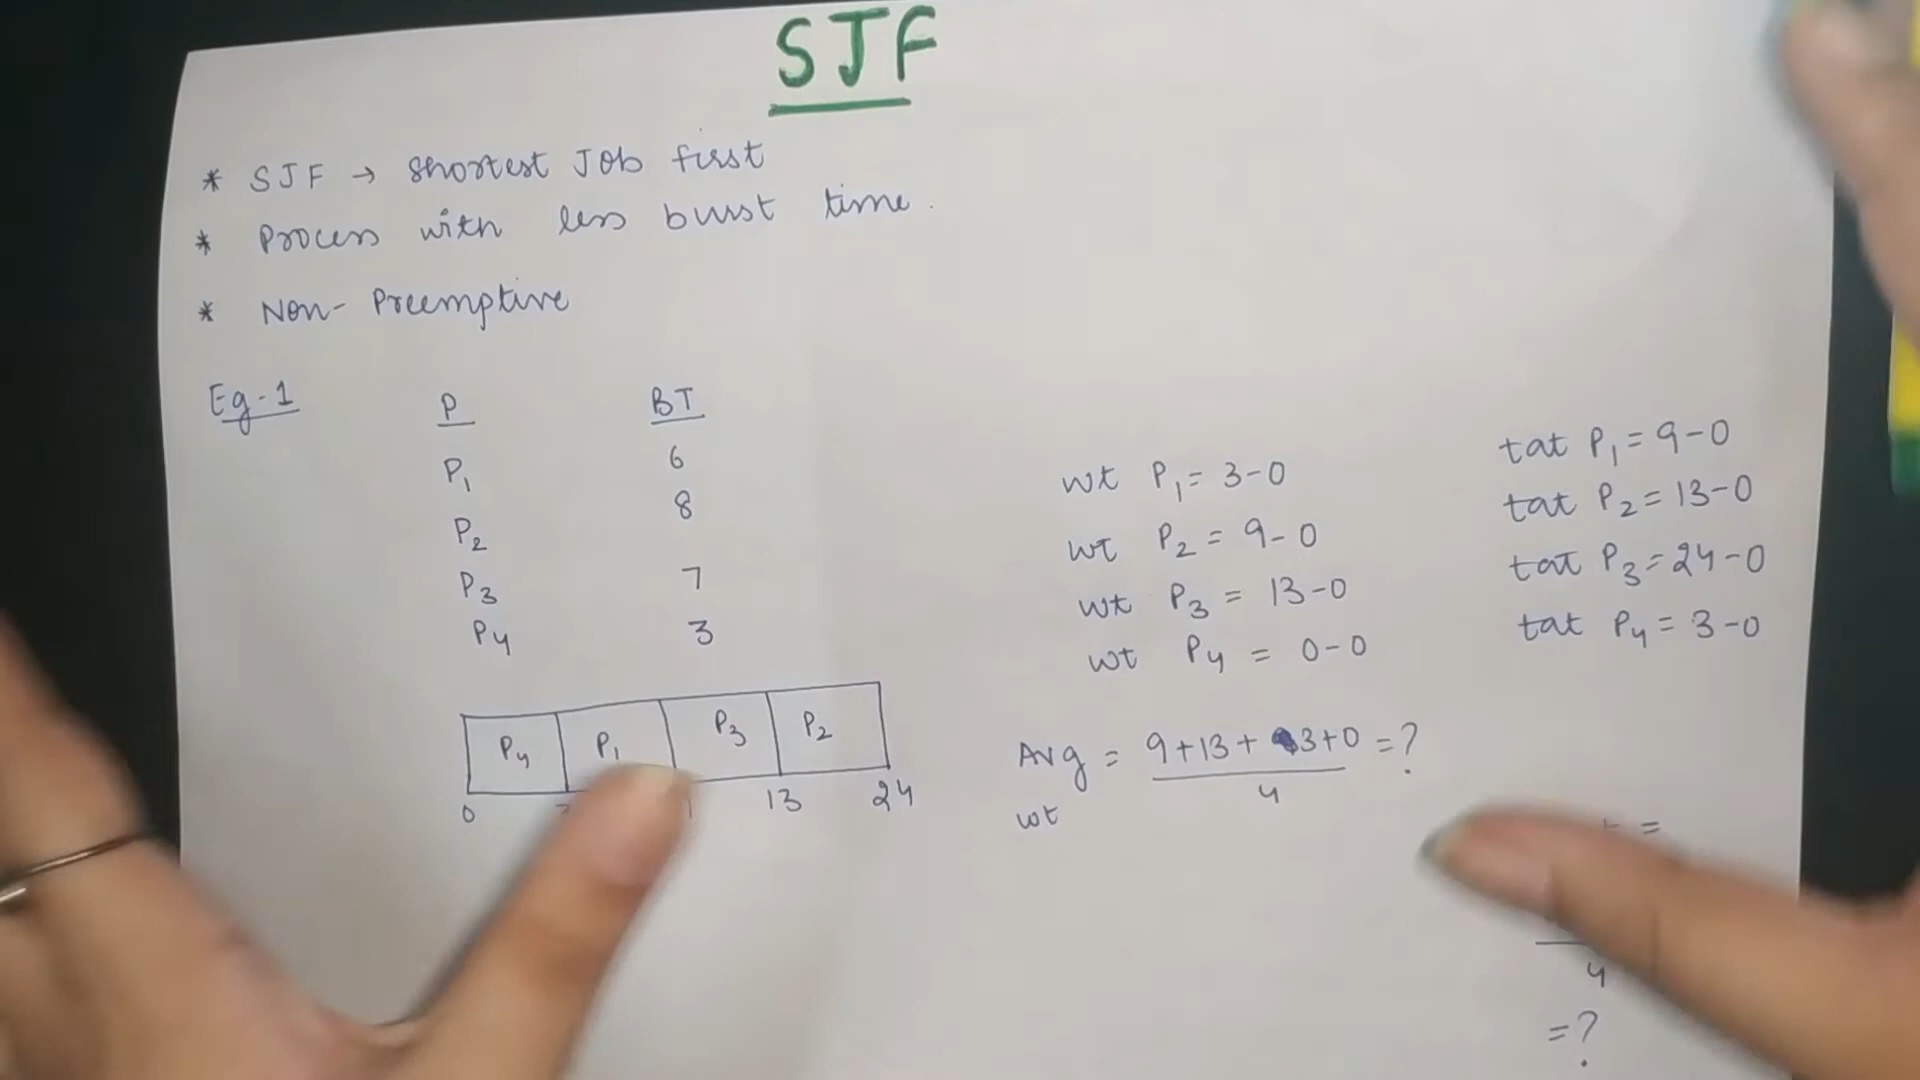 SJF
* SJF → Shortest Job first
* Process with less burst time.
* Non-Preemptive
Eg-1 P BT
P1 6
P2 8
P3 7
P4 3
P4 P1 P3 P2
0 13 24
wt P1 = 3-0
wt P2 = 9-0
wt P3 = 13-0
wt P4 = 0-0
Avg wt = 9+13+3+0 = ?
4
tat P1 = 9-0
tat P2 = 13-0
tat P3 = 24-0
tat P4 = 3-0
=
4
= ?